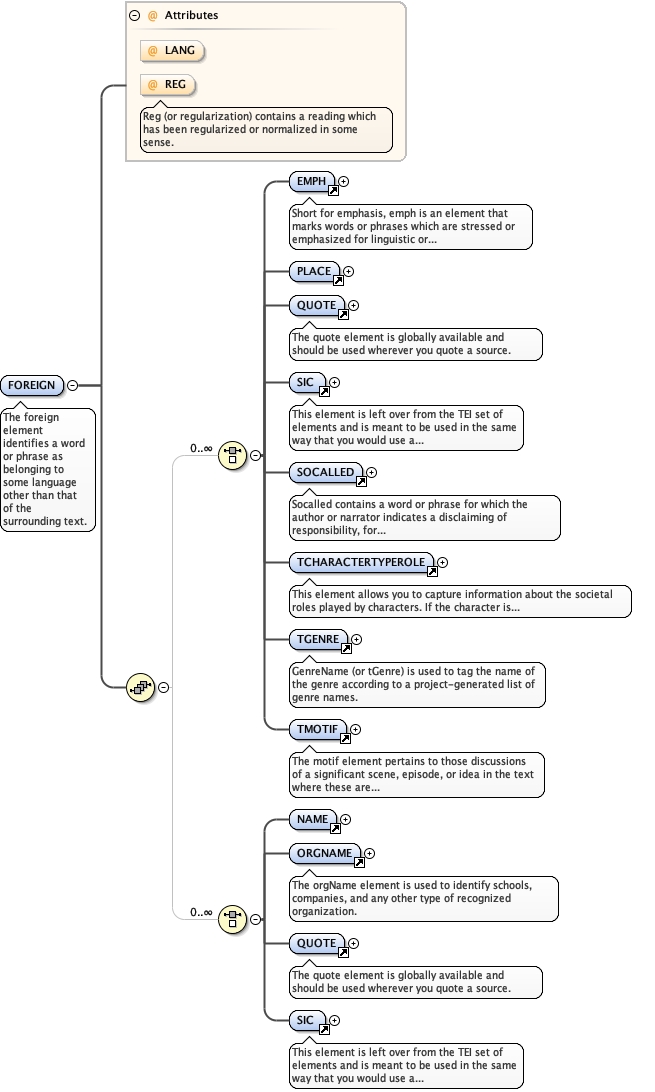 @ Attributes
@ LANG
@ REG
Reg (or regularization) contains a reading which
has been regularized or normalized in some
sense.
EMPH
Short for emphasis, emph is an element that
marks words or phrases which are stressed or
emphasized for linguistic or...
PLACE
QUOTE
The quote element is globally available and
should be used wherever you quote a source.
FOREIGN
The foreign
element
identifies a word
or phrase as
belonging to
some language
other than that
of the
surrounding text.
SIC
This element is left over from the TEI set of
elements and is meant to be used in the same
way that you would use a...
0..∞
SOCALLED
Socalled contains a word or phrase for which the
author or narrator indicates a disclaiming of
responsibility, for...
TCHARACTERTYPEROLE
This element allows you to capture information about the societal
roles played by characters. If the character is...
TGENRE
GenreName (or tGenre) is used to tag the name of
the genre according to a project-generated list of
genre names.
TMOTIF
The motif element pertains to those discussions
of a significant scene, episode, or idea in the text
where these are...
NAME
ORGNAME
The orgName element is used to identify schools,
companies, and any other type of recognized
organization.
0..∞
QUOTE
The quote element is globally available and
should be used wherever you quote a source.
SIC
This element is left over from the TEI set of
elements and is meant to be used in the same
way that you would use a...